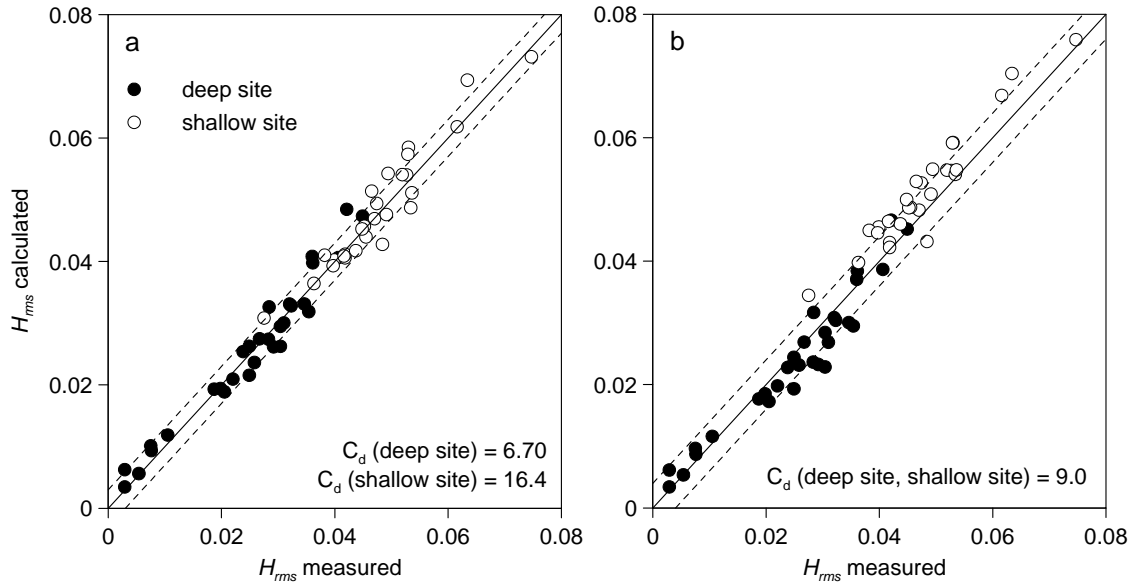 a
deep site
shallow site
0.08
0.06
0.04
0.02
0
H_rms calculated
C_d (deep site) = 6.70
C_d (shallow site) = 16.4
0 0.02 0.04 0.06 0.08
H_rms measured
b
0.08
0.06
0.04
0.02
0
C_d (deep site, shallow site) = 9.0
0 0.02 0.04 0.06 0.08
H_rms measured